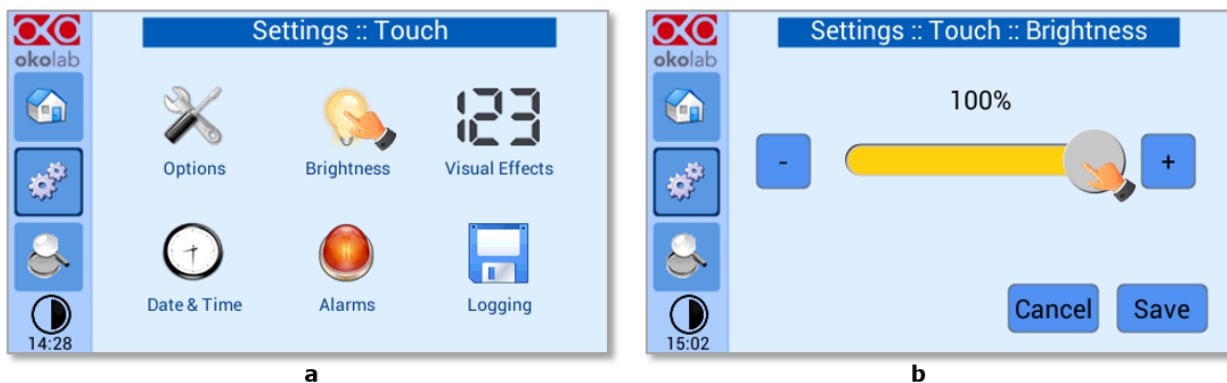 Settings :: Touch
okolab
Options Brightness Visual Effects
123
Date & Time Alarms Logging
14:28
a
Settings :: Touch :: Brightness
okolab
100%
- +
Cancel Save
15:02
b